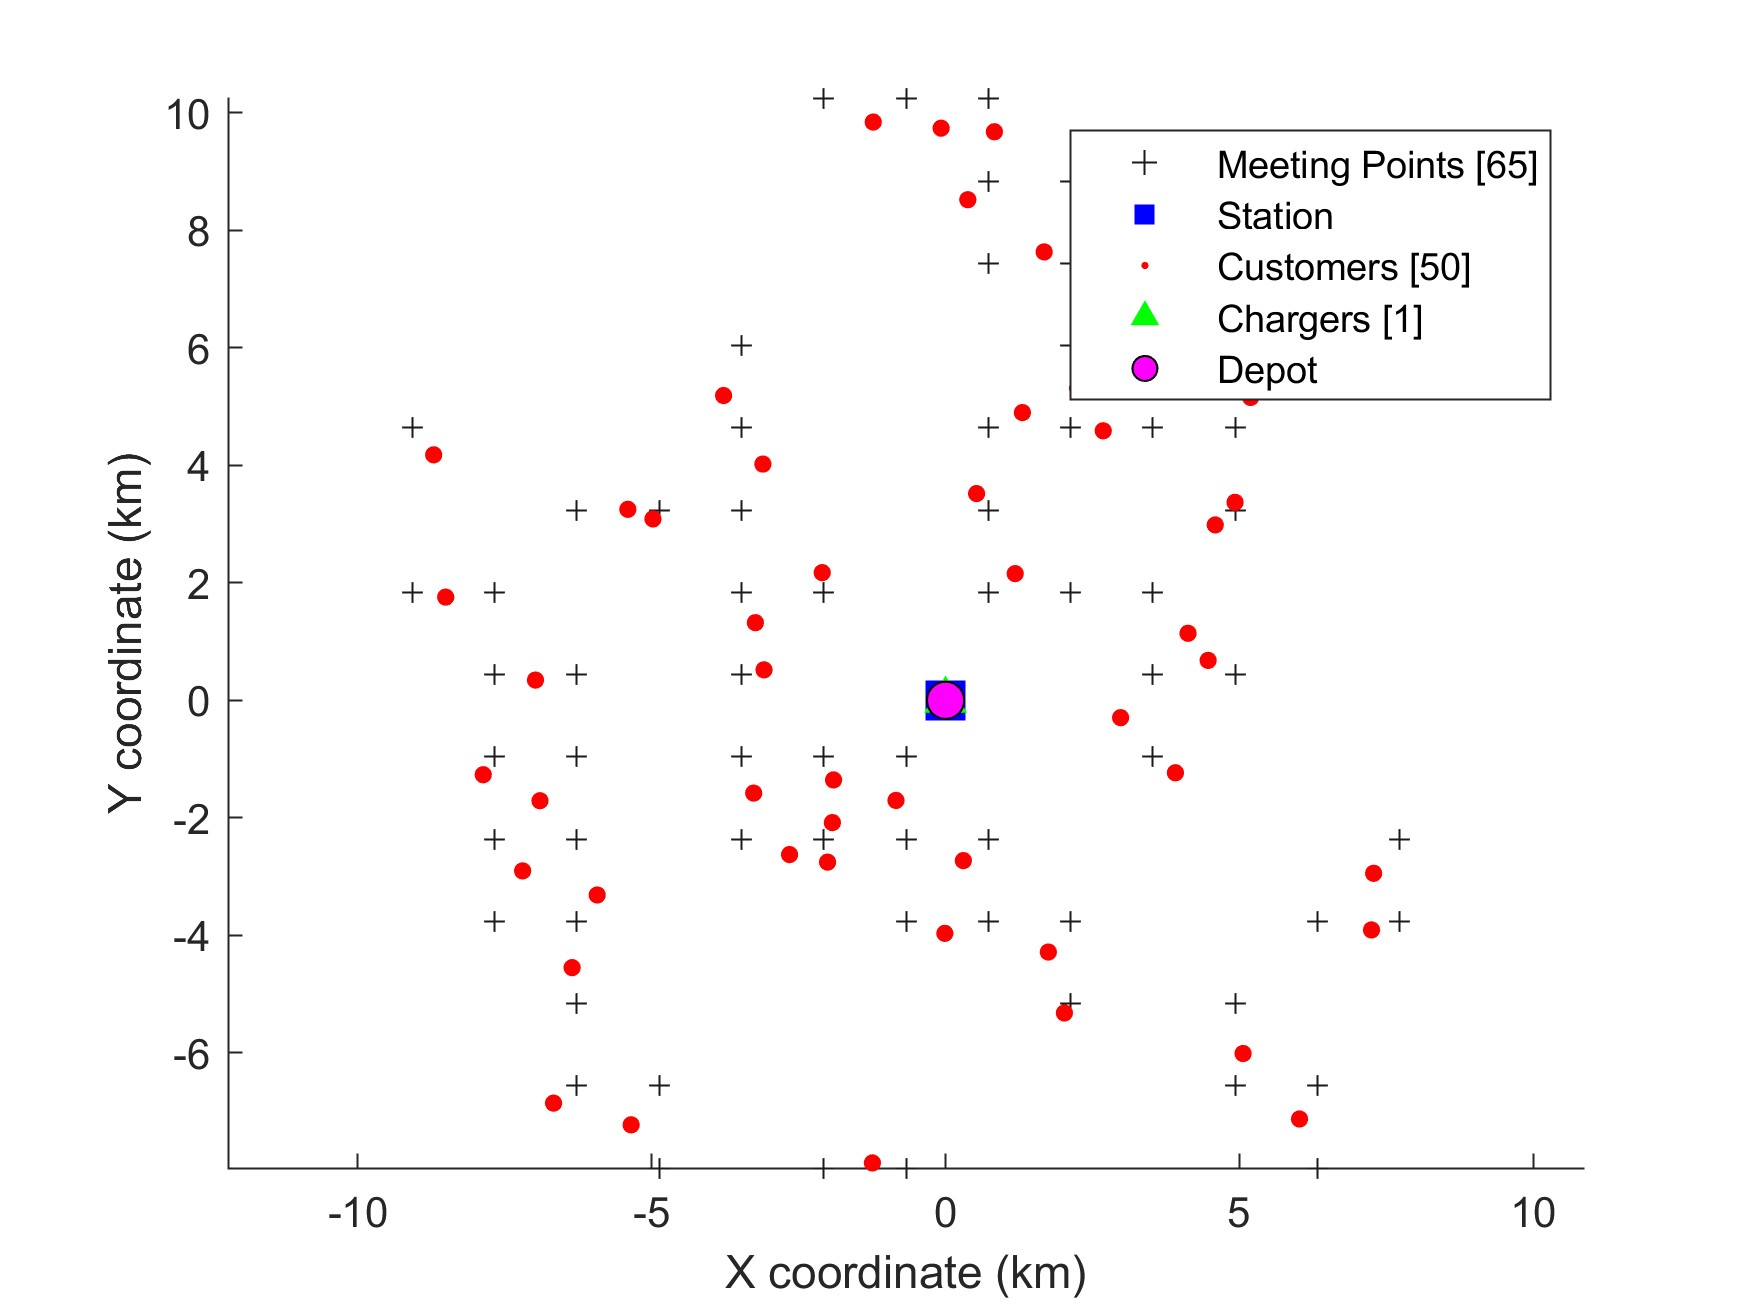 10
8
6
4
2
0
-2
-4
-6
Y coordinate (km)
Meeting Points [65]
Station
Customers [50]
Chargers [1]
Depot
-10 -5 0 5 10
X coordinate (km)